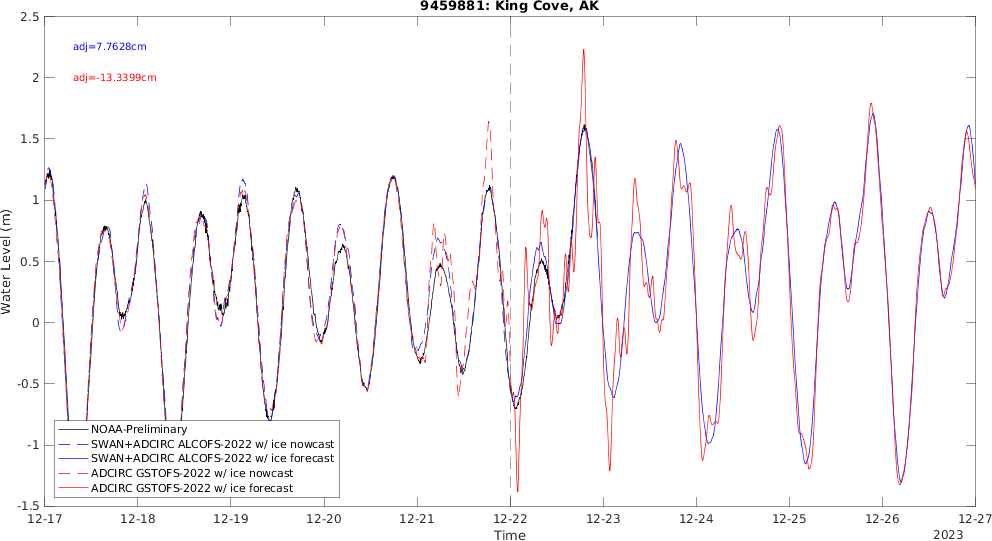 9459881: King Cove, AK
adj=7.7628cm
adj=-13.3399cm
Water Level (m)
2.5
2
1.5
1
0.5
0
-0.5
-1
-1.5
NOAA-Preliminary
SWAN+ADCIRC ALCOFS-2022 w/ ice nowcast
SWAN+ADCIRC ALCOFS-2022 w/ ice forecast
ADCIRC GSTOFS-2022 w/ ice nowcast
ADCIRC GSTOFS-2022 w/ ice forecast
12-17 12-18 12-19 12-20 12-21 12-22 12-23 12-24 12-25 12-26 12-27
Time
2023